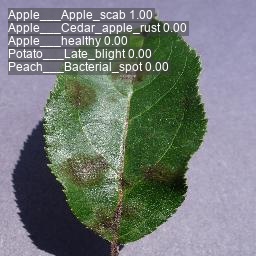 Apple___Apple_scab 1.00
Apple___Cedar_apple_rust 0.00
Apple___healthy 0.00
Potato___Late_blight 0.00
Peach___Bacterial_spot 0.00